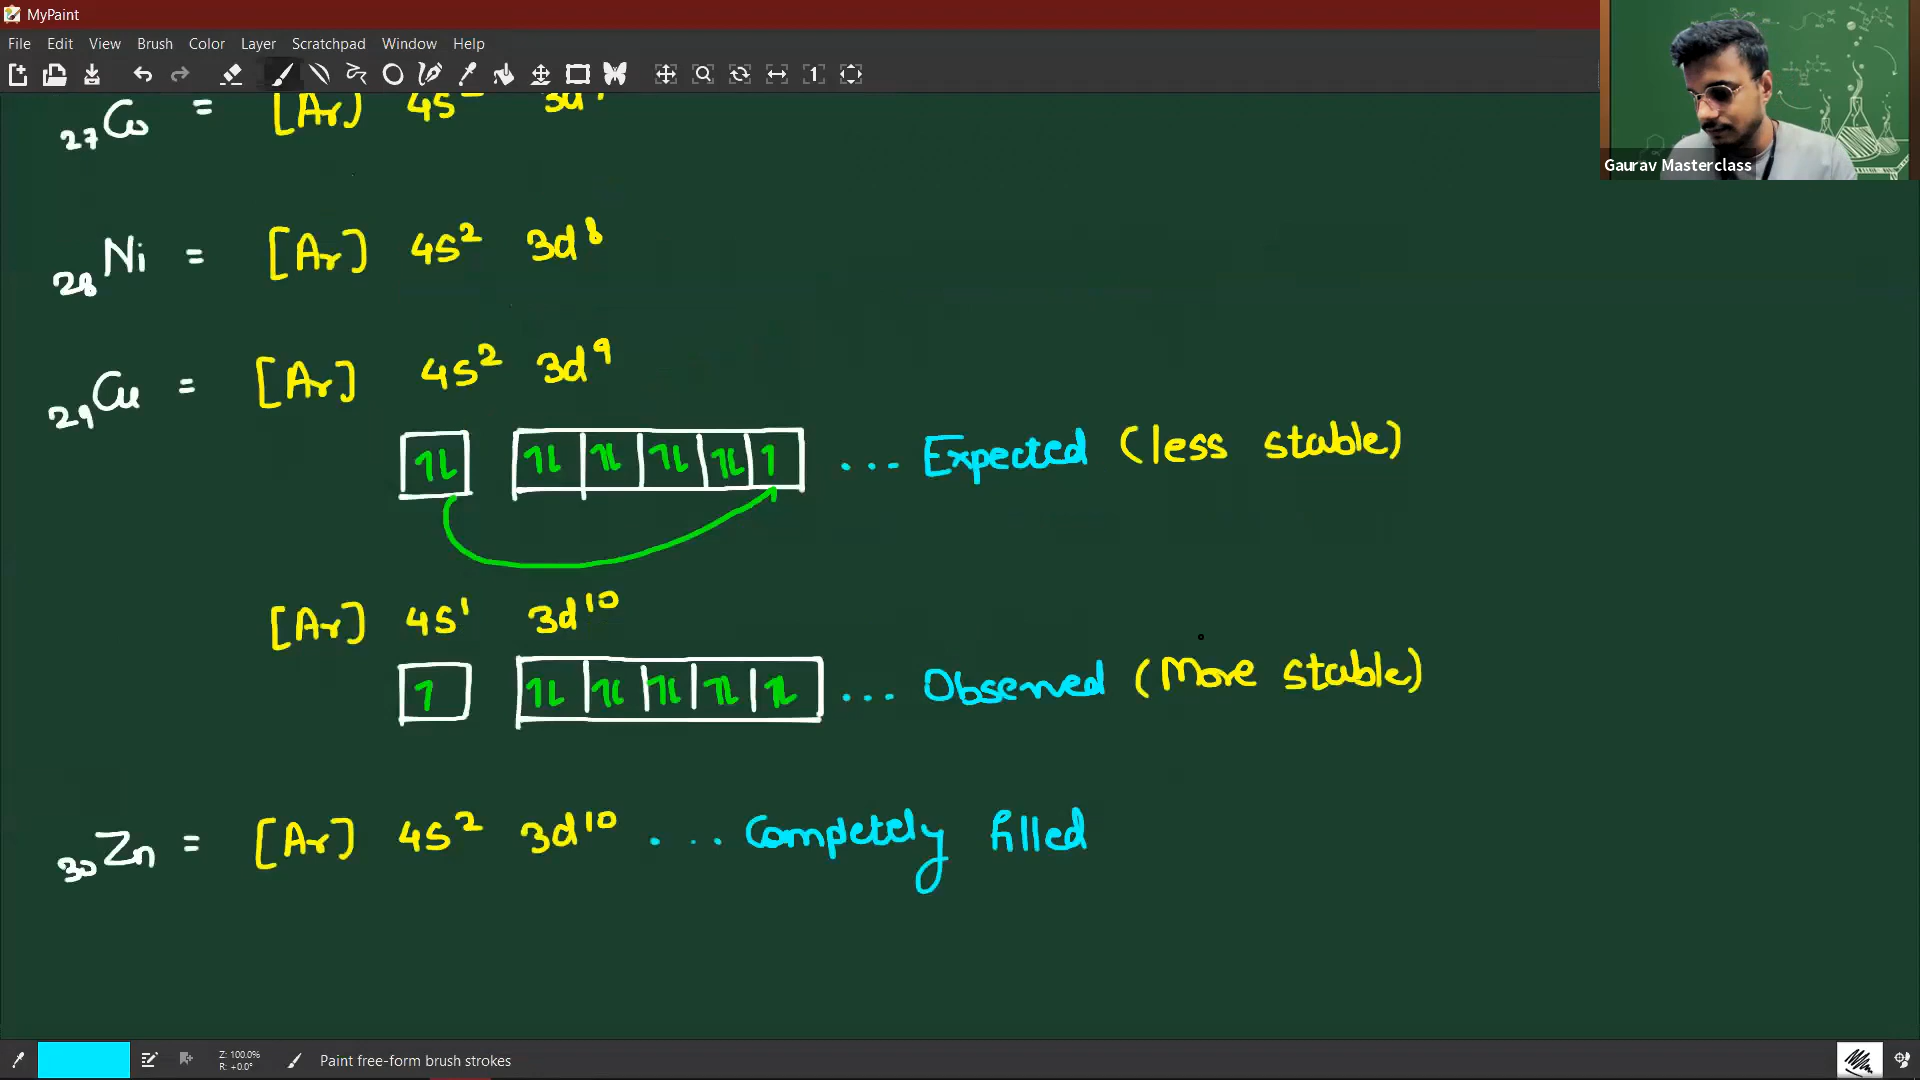 MyPaint
File Edit View Brush Color Layer Scratchpad Window Help
Gaurav Masterclass
27Co = [Ar] 4s
28Ni = [Ar] 4s² 3d⁸
29Cu = [Ar] 4s² 3d⁹
1L 1L 1L 1L 1L 1 ... Expected (less stable)
[Ar] 4s¹ 3d¹⁰
1 1L 1L 1L 1L 1L ... Observed (More stable)
30Zn = [Ar] 4s² 3d¹⁰ ... Completely filled
Z: 100.0%
R: +0.0°
Paint free-form brush strokes